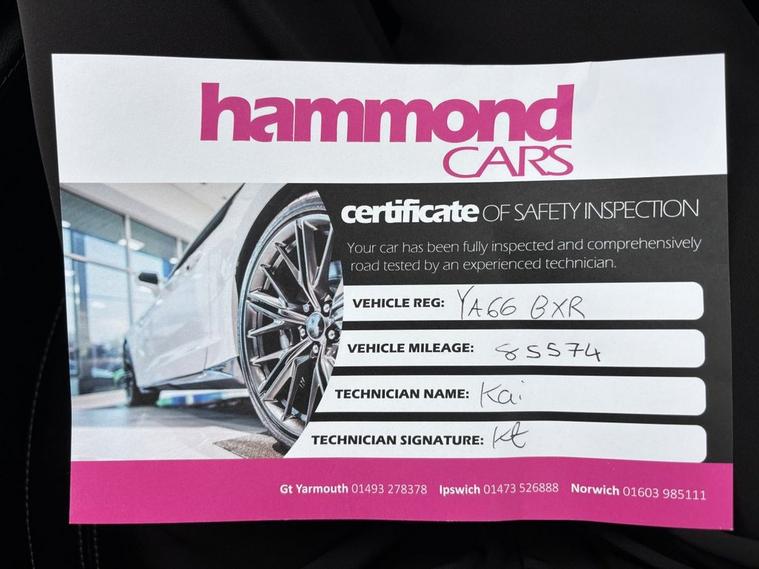 hammond
CARS
certificate OF SAFETY INSPECTION
Your car has been fully inspected and comprehensively
road tested by an experienced technician.
VEHICLE REG: YA66 BXR
VEHICLE MILEAGE: 85574
TECHNICIAN NAME: Kai
TECHNICIAN SIGNATURE: Kt
Gt Yarmouth 01493 278378 Ipswich 01473 526888 Norwich 01603 985111